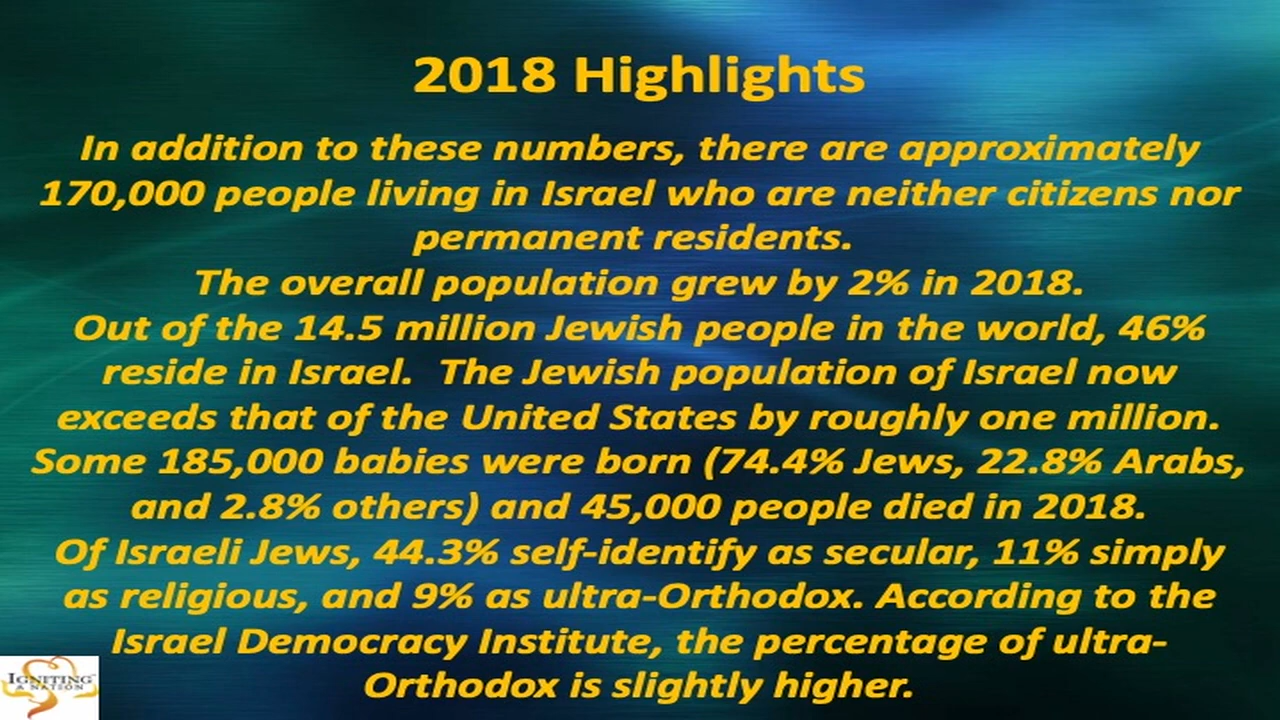 2018 Highlights
In addition to these numbers, there are approximately
170,000 people living in Israel who are neither citizens nor
permanent residents.
The overall population grew by 2% in 2018.
Out of the 14.5 million Jewish people in the world, 46%
reside in Israel.  The Jewish population of Israel now
exceeds that of the United States by roughly one million.
Some 185,000 babies were born (74.4% Jews, 22.8% Arabs,
and 2.8% others) and 45,000 people died in 2018.
Of Israeli Jews, 44.3% self-identify as secular, 11% simply
as religious, and 9% as ultra-Orthodox. According to the
Israel Democracy Institute, the percentage of ultra-
Orthodox is slightly higher.
IGNITING
A NATION